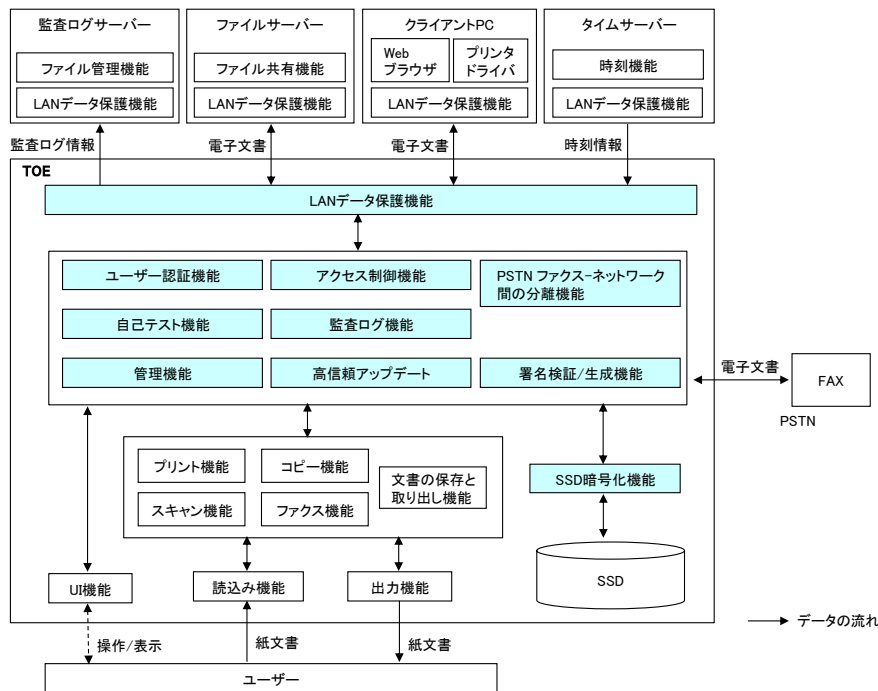 監査ログサーバー
ファイル管理機能
LANデータ保護機能
ファイルサーバー
ファイル共有機能
LANデータ保護機能
クライアントPC
Web
ブラウザ
プリンタ
ドライバ
LANデータ保護機能
タイムサーバー
時刻機能
LANデータ保護機能
監査ログ情報
電子文書
電子文書
時刻情報
TOE
LANデータ保護機能
ユーザー認証機能
アクセス制御機能
PSTN ファクス-ネットワーク
間の分離機能
自己テスト機能
監査ログ機能
管理機能
高信頼アップデート
署名検証/生成機能
電子文書
FAX
PSTN
プリント機能
コピー機能
文書の保存と
取り出し機能
スキャン機能
ファクス機能
SSD暗号化機能
SSD
UI機能
読込み機能
出力機能
データの流れ
操作/表示
紙文書
紙文書
ユーザー